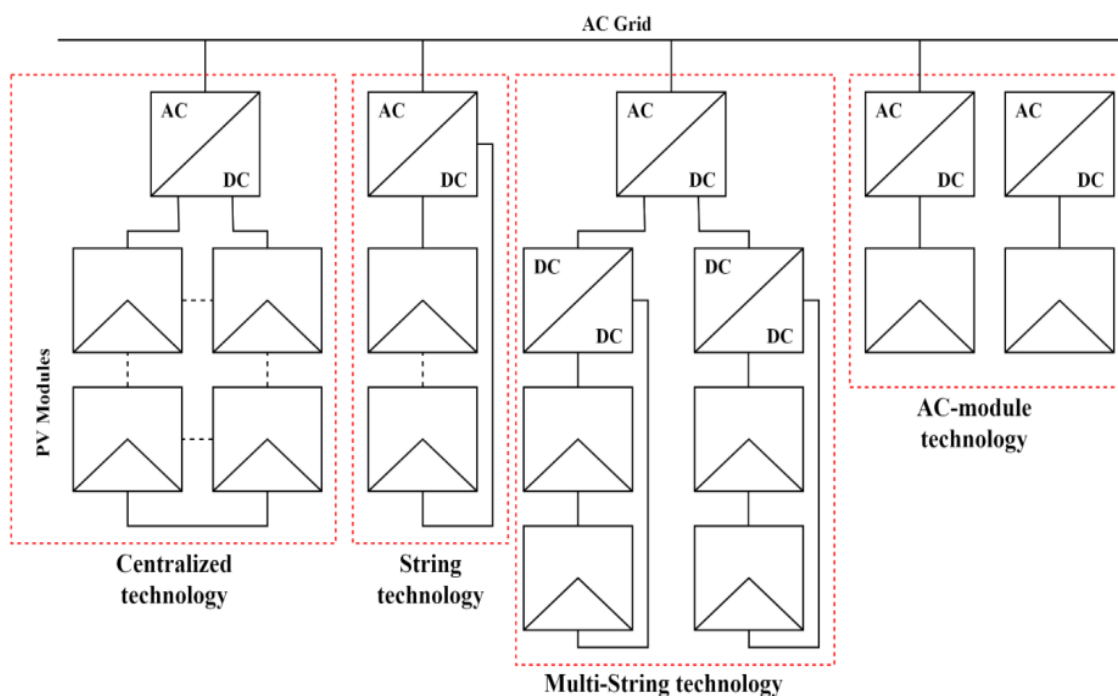 AC Grid
AC
DC
AC
DC
AC
DC
AC
DC
AC
DC
DC
DC
DC
DC
PV Modules
Centralized
technology
String
technology
Multi-String technology
AC-module
technology